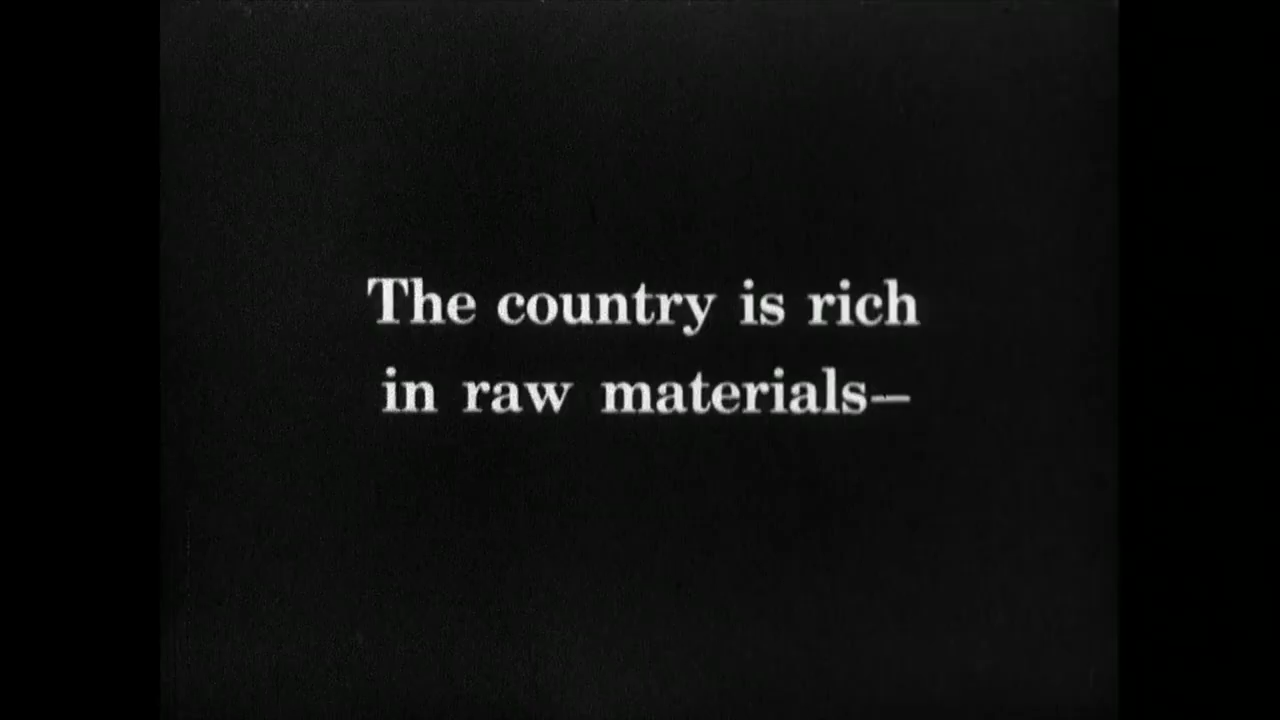 The country is rich
in raw materials—